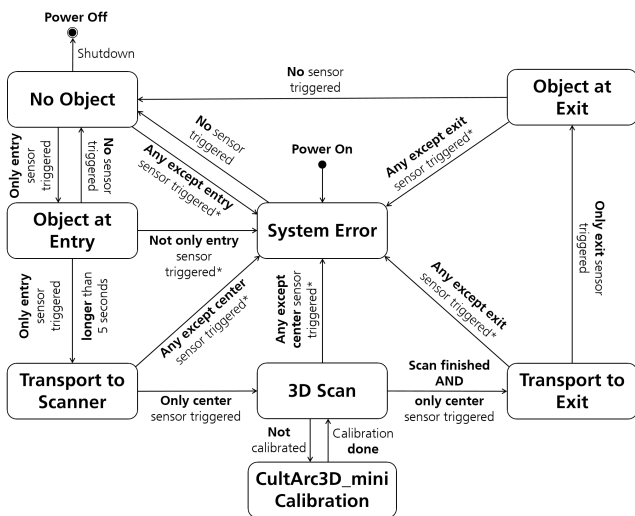 Power Off
Shutdown
No Object
No sensor
triggered
Object at
Exit
Only entry
sensor
triggered
No sensor
triggered
Any except entry
sensor triggered*
No sensor
triggered
Power On
Any except exit
sensor triggered*
Object at
Entry
Not only entry
sensor
triggered*
System Error
Only exit sensor
triggered
Only entry
sensor
triggered
longer than
5 seconds
Any except center
sensor triggered*
Any except
center sensor
triggered*
Any except exit
sensor triggered*
Transport to
Scanner
Only center
sensor triggered
3D Scan
Scan finished
AND
only center
sensor triggered
Transport to
Exit
Not
calibrated
Calibration
done
CultArc3D_mini
Calibration